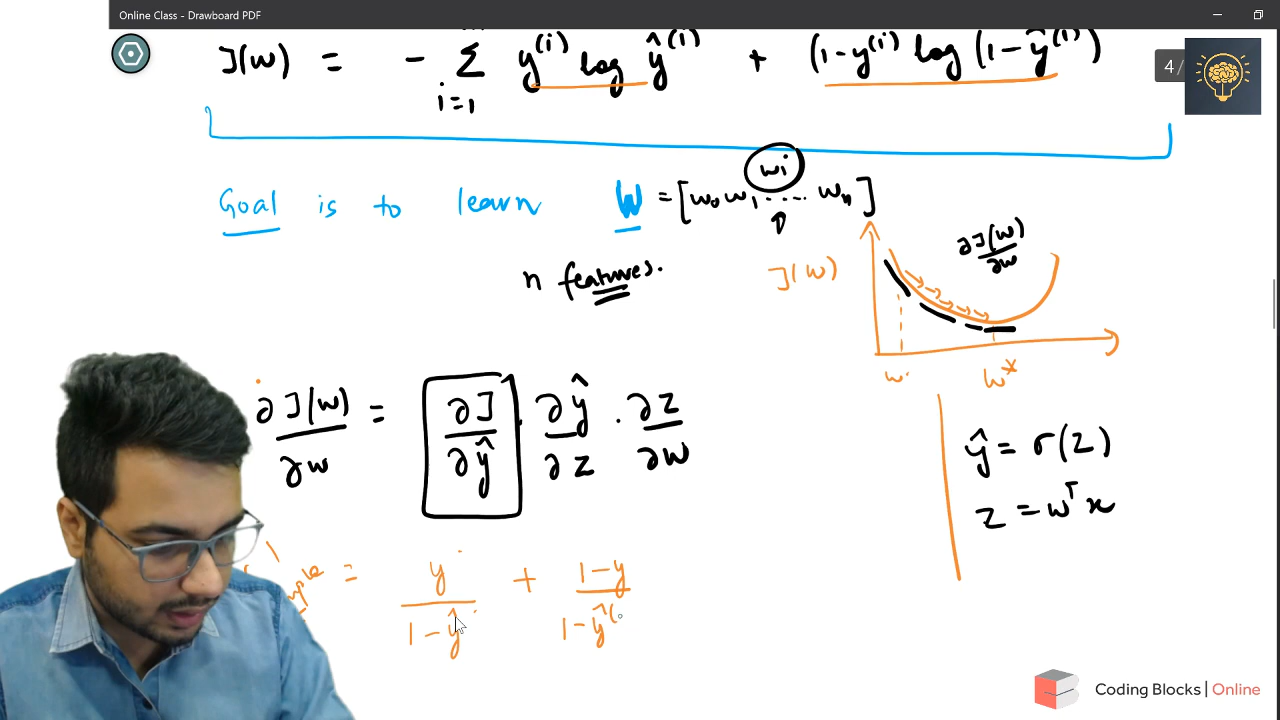 Online Class - Drawboard PDF
J(w) = - Σ y⁽ⁱ⁾ log ŷ⁽ⁱ⁾ + (1-y⁽ⁱ⁾ log (1-ŷ⁽ⁱ⁾)
i=1
4/
Goal is to learn W = [w₀ w₁ .... wₙ]
wi
n features.
J(w)
∂J(w)/∂w
wi
w*
∂J(w)/∂w = ∂J/∂ŷ . ∂ŷ/∂z . ∂z/∂w
ŷ = σ(z)
z = wᵀx
= y/(1-ŷ) + (1-y)/(1-ŷ(
Coding Blocks | Online